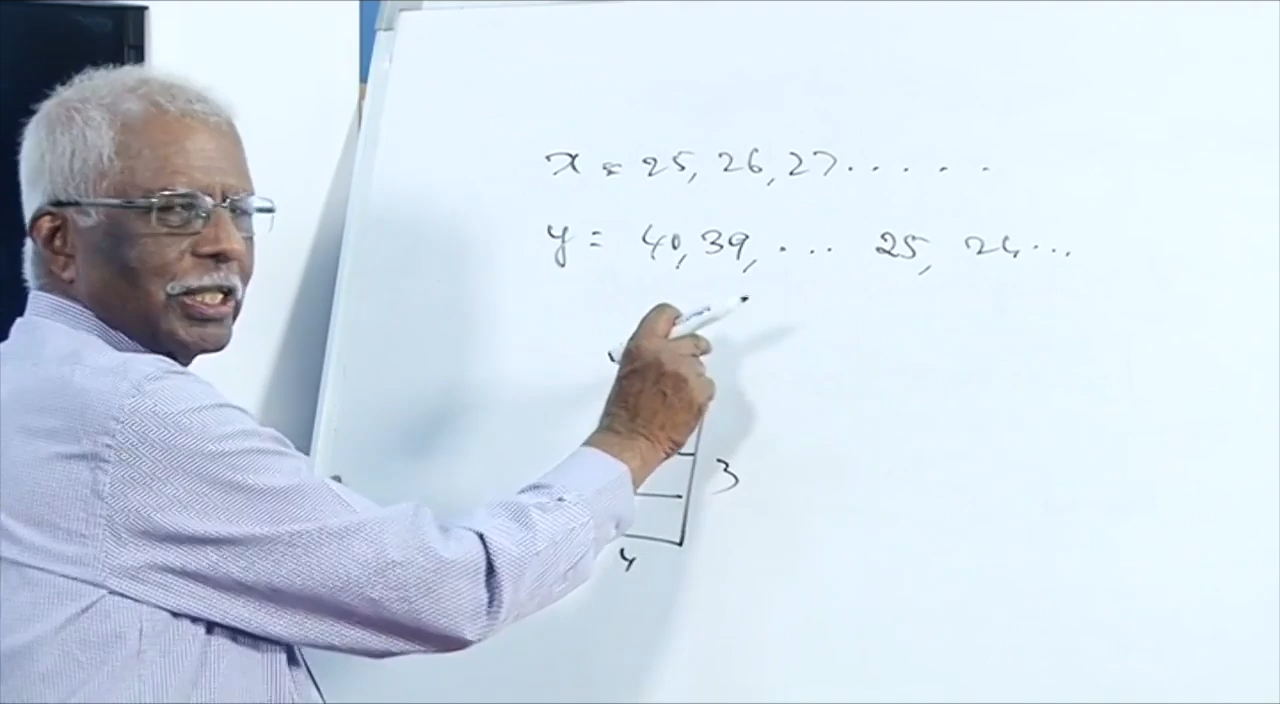 x = 25, 26, 27.....
y = 40, 39, ... 25, 24...
3
4